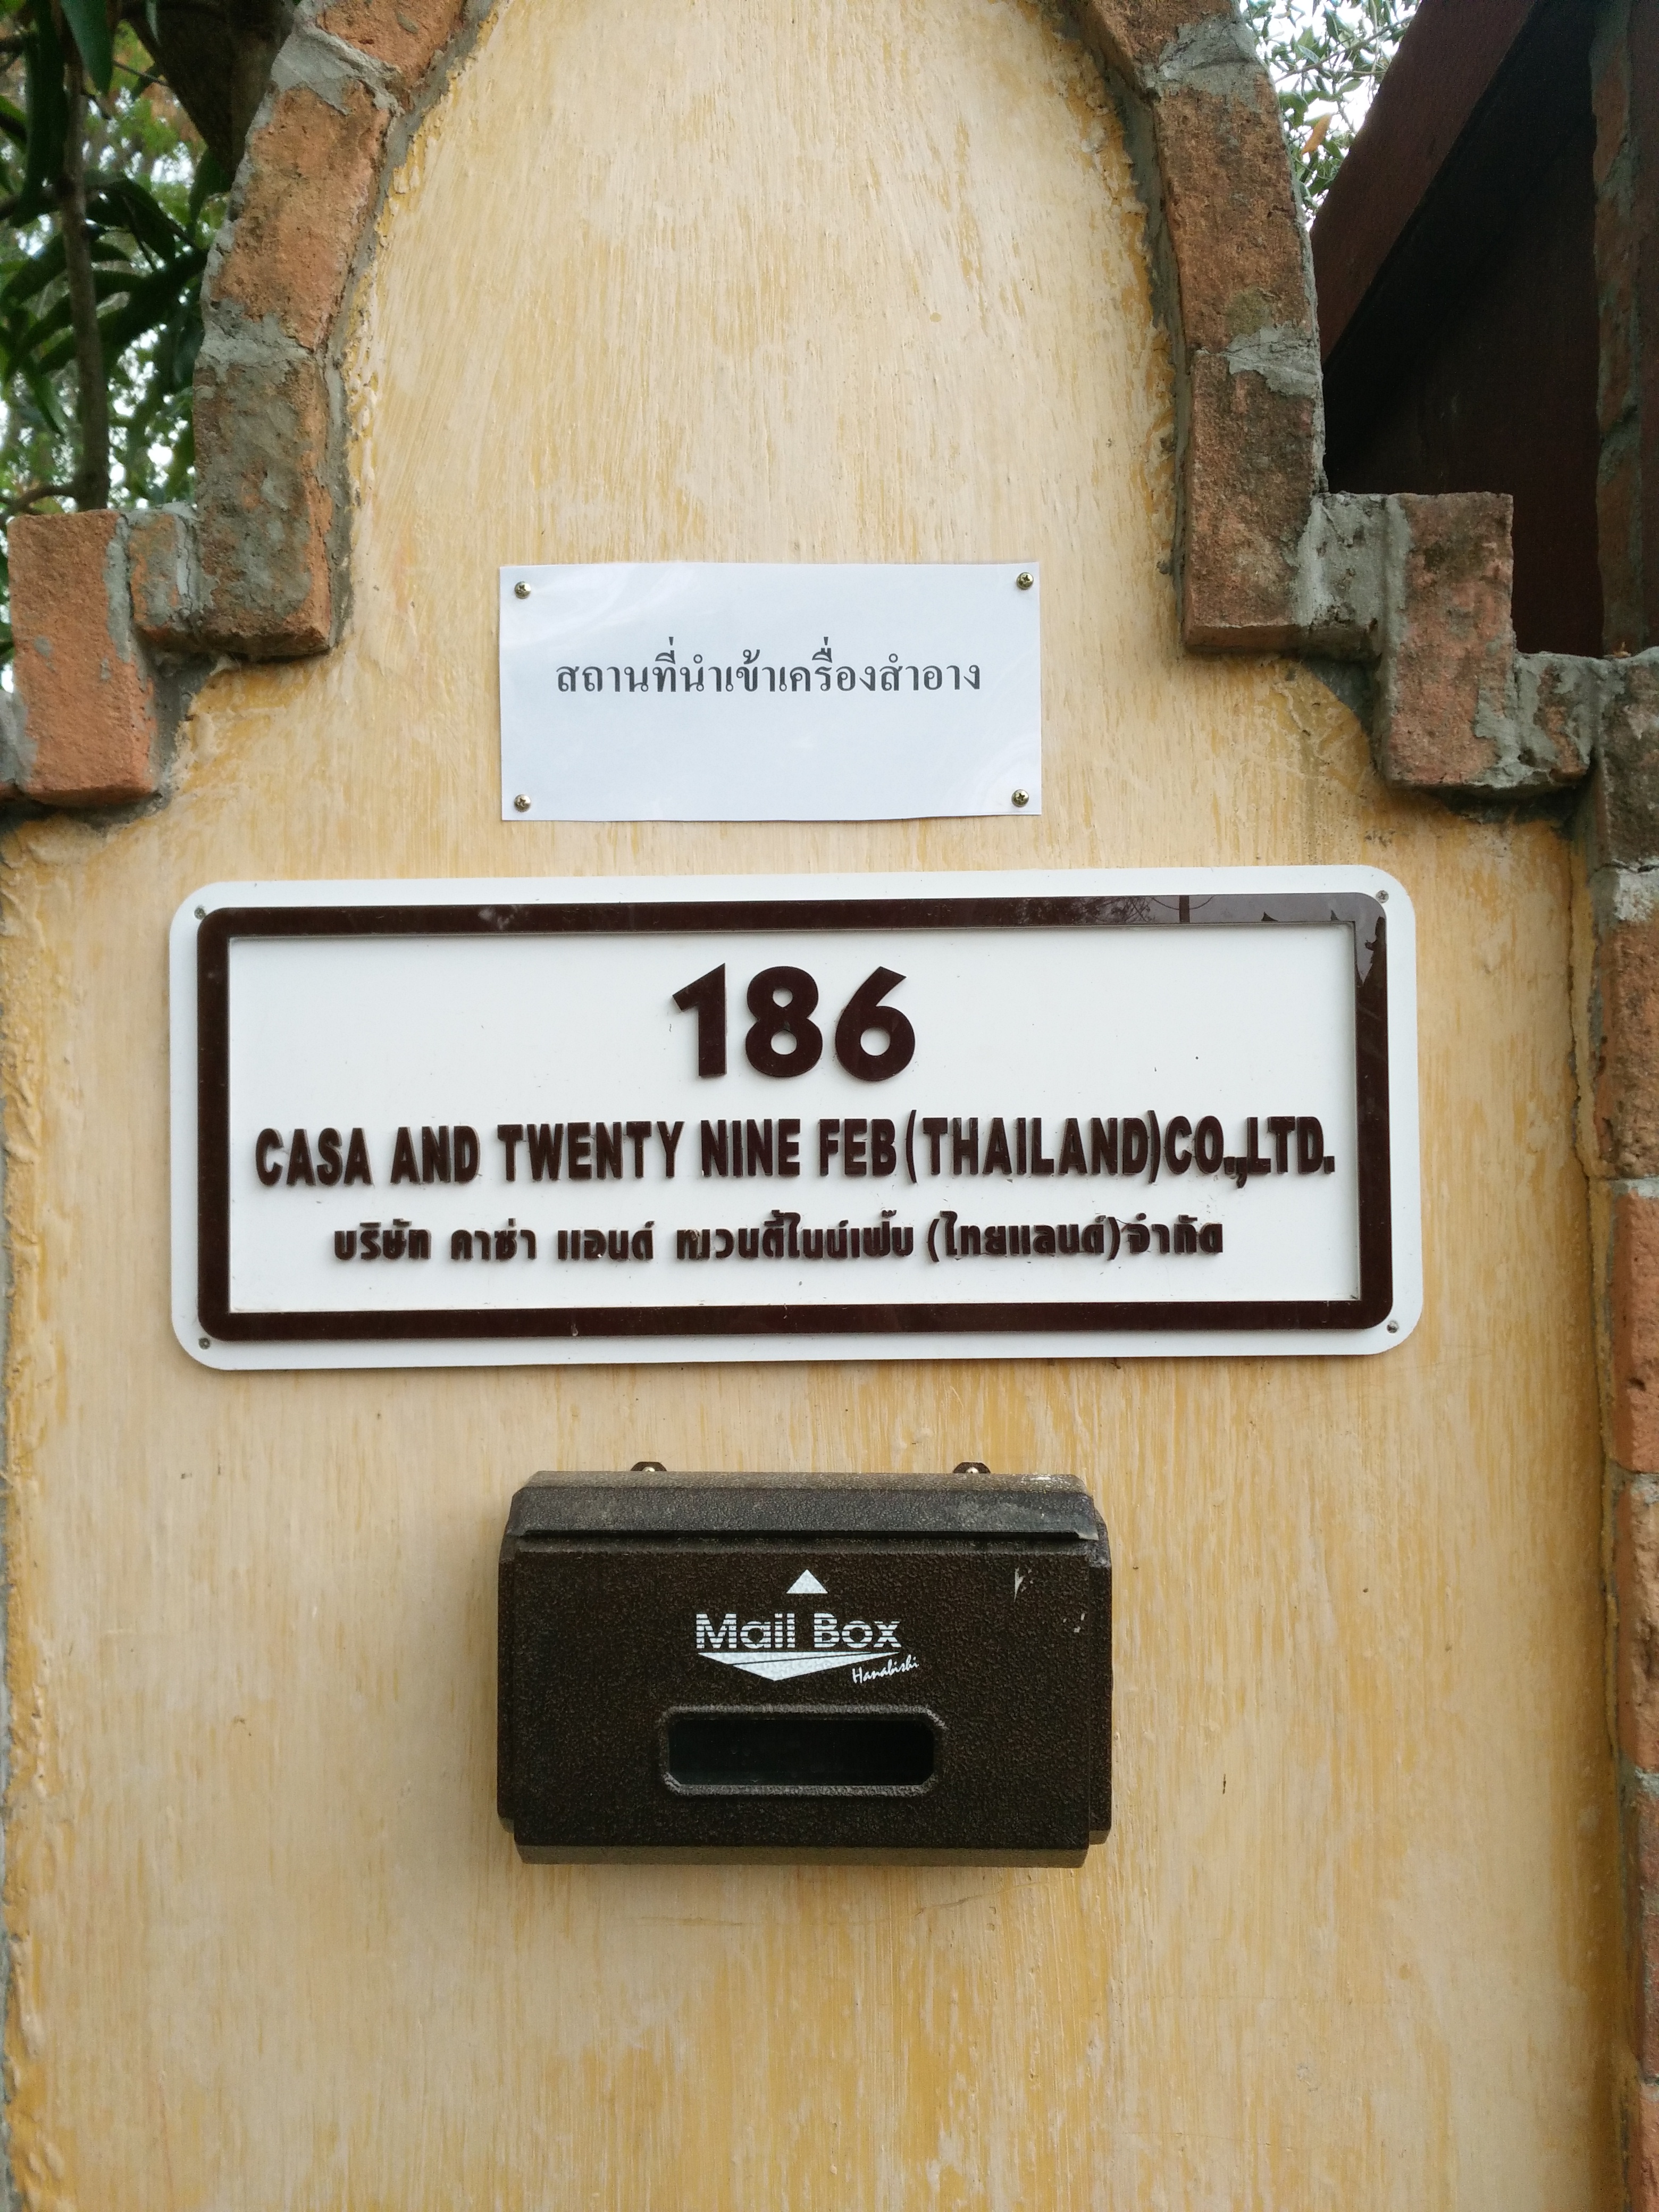 สถานที่นำเข้าเครื่องสำอาง
186
CASA AND TWENTY NINE FEB (THAILAND) CO.,LTD.
บริษัท คาซ่า แอนด์ ทเวนตี้ไนน์เฟ็บ (ไทยแลนด์) จำกัด
Mail Box
Hanabishi